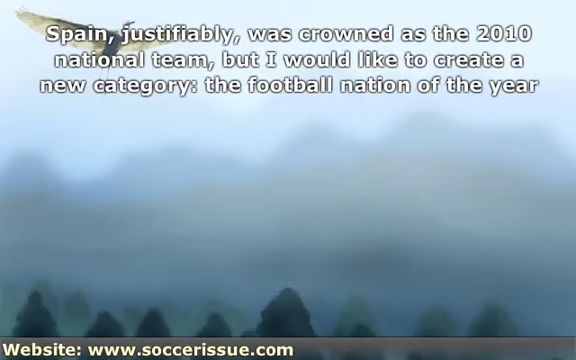 Spain, justifiably, was crowned as the 2010
national team, but I would like to create a
new category: the football nation of the year
Website: www.soccerissue.com